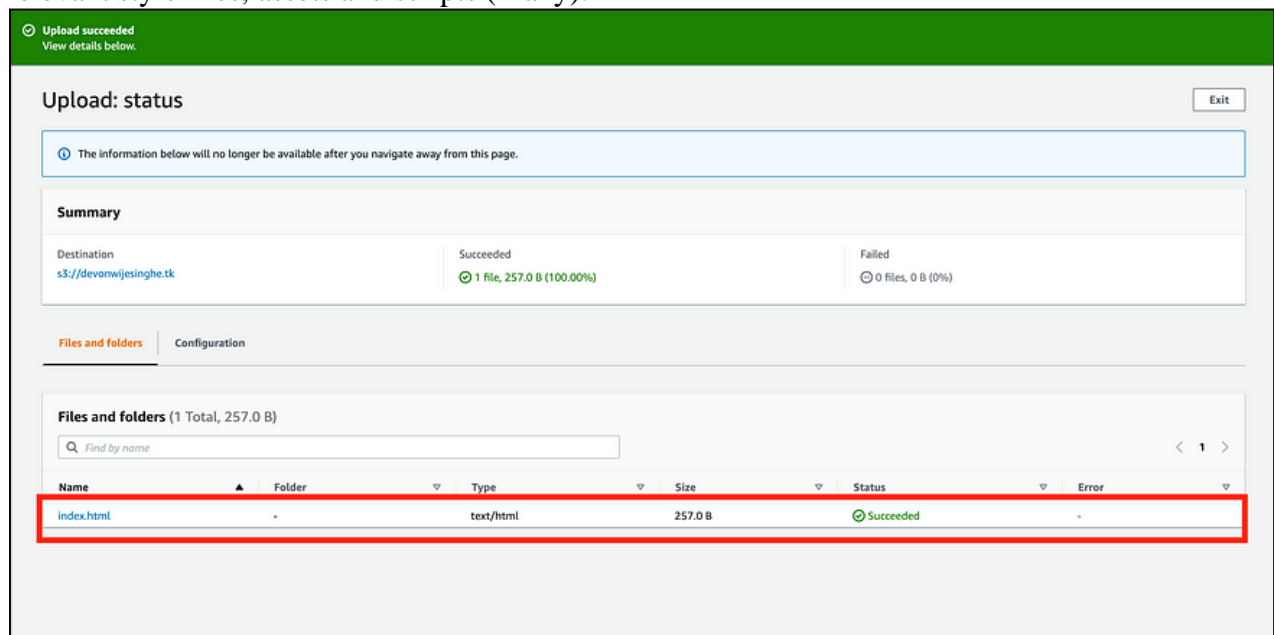 Upload succeeded
View details below.
Upload: status
Exit
The information below will no longer be available after you navigate away from this page.
Summary
Destination
s3://devonwijesinghe.tk
Succeeded
1 file, 257.0 B (100.00%)
Failed
0 files, 0 B (0%)
Files and folders
Configuration
Files and folders (1 Total, 257.0 B)
Find by name
< 1 >
Name Folder Type Size Status Error
index.html - text/html 257.0 B Succeeded -